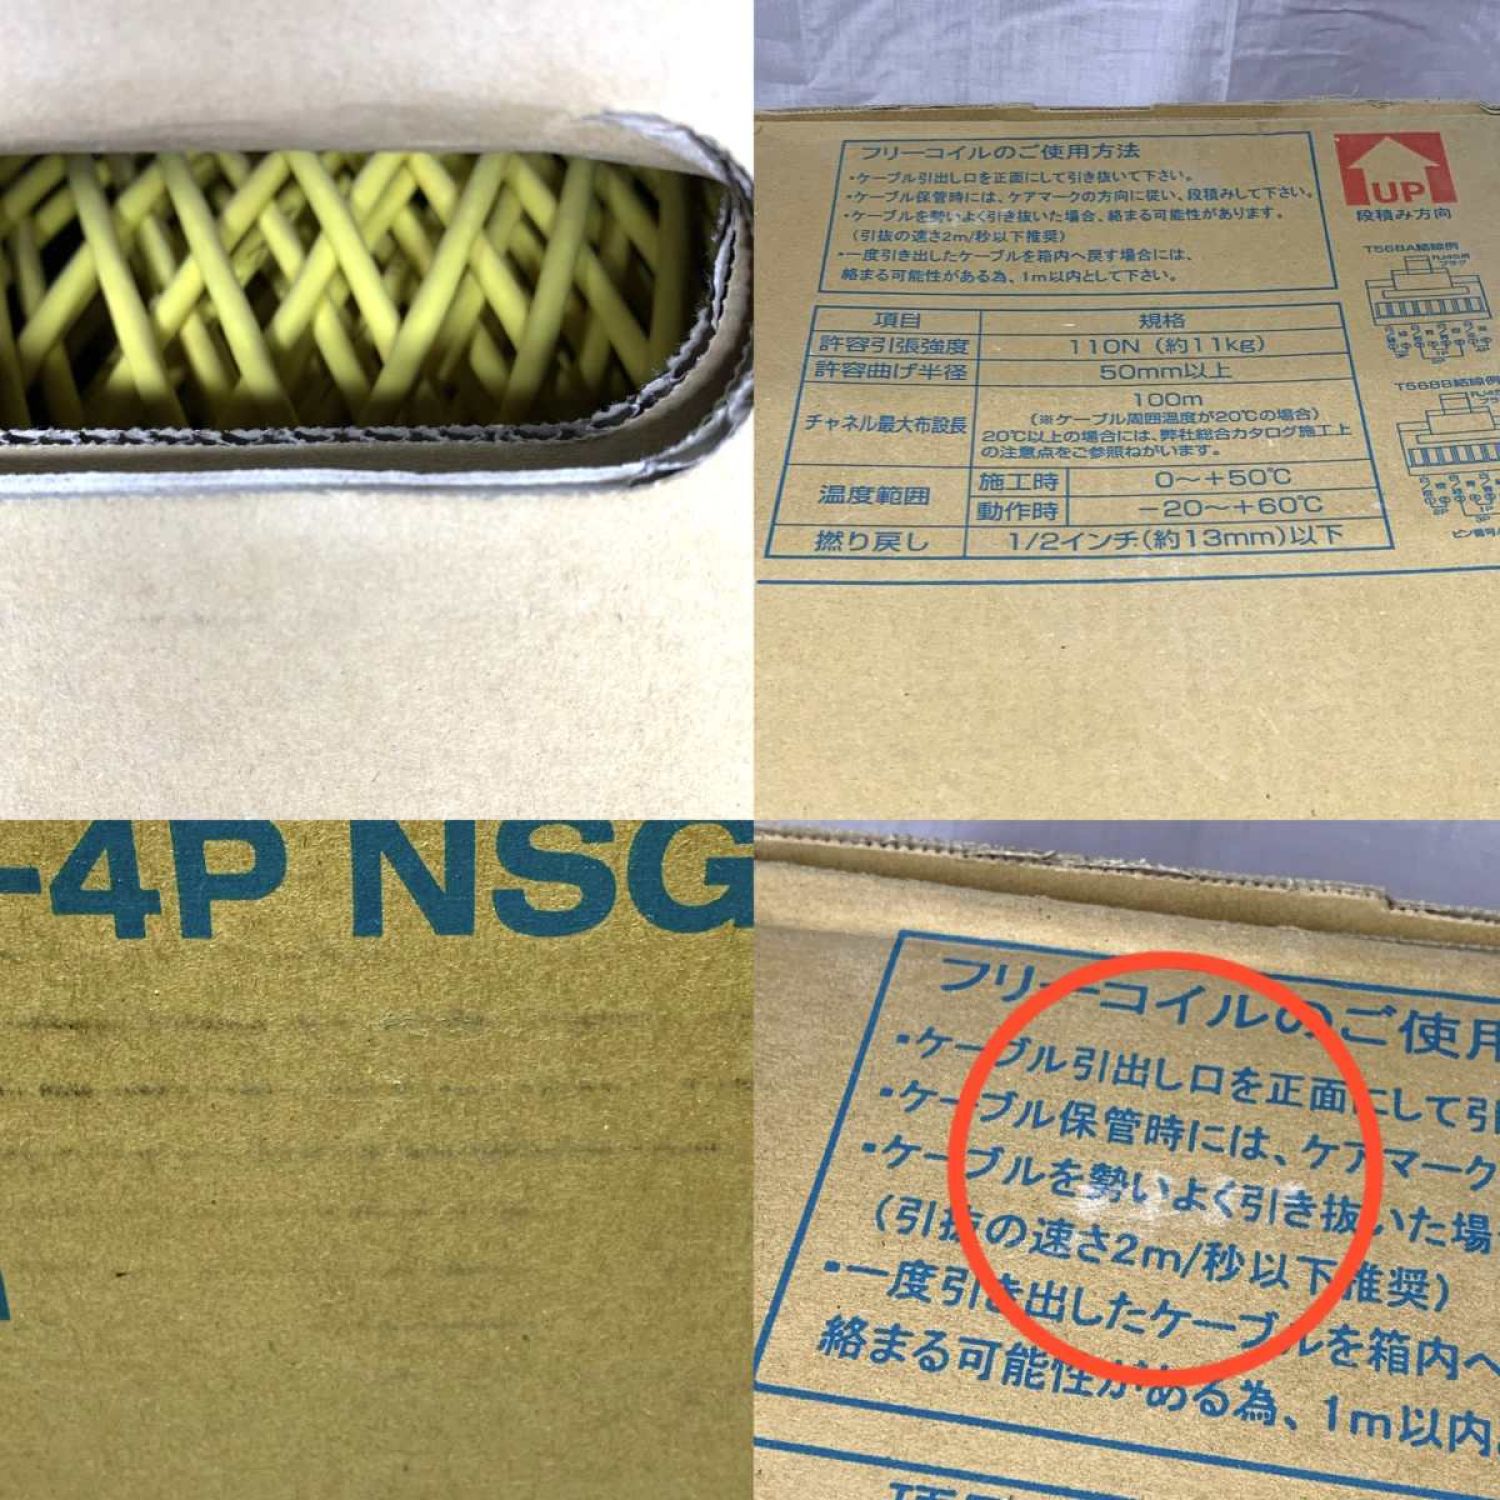 フリーコイルのご使用方法
・ケーブル引出し口を正面にして引き抜いて下さい。
・ケーブル保管時には、ケアマークの方向に従い、段積みして下さい。
・ケーブルを勢いよく引き抜いた場合、絡まる可能性があります。
(引抜の速さ2m/秒以下推奨)
・一度引き出したケーブルを箱内へ戻す場合には、
絡まる可能性がある為、1m以内として下さい。
UP
段積み方向
T568A結線例
RJ45用
プラグ
項目 規格
許容引張強度 110N (約11kg)
許容曲げ半径 50mm以上
チャネル最大布設長 100m
(※ケーブル周囲温度が20℃の場合)
20℃以上の場合には、弊社総合カタログ施工上
の注意点をご参照ねがいます。
温度範囲 施工時 0〜+50℃
動作時 −20〜+60℃
撚り戻し 1/2インチ(約13mm)以下
T568B結線例
ピン番号
-4P NSG
フリーコイルのご使用
・ケーブル引出し口を正面にして引
・ケーブル保管時には、ケアマーク
・ケーブルを勢いよく引き抜いた場
(引抜の速さ2m/秒以下推奨)
・一度引き出したケーブルを箱内へ
絡まる可能性がある為、1m以内